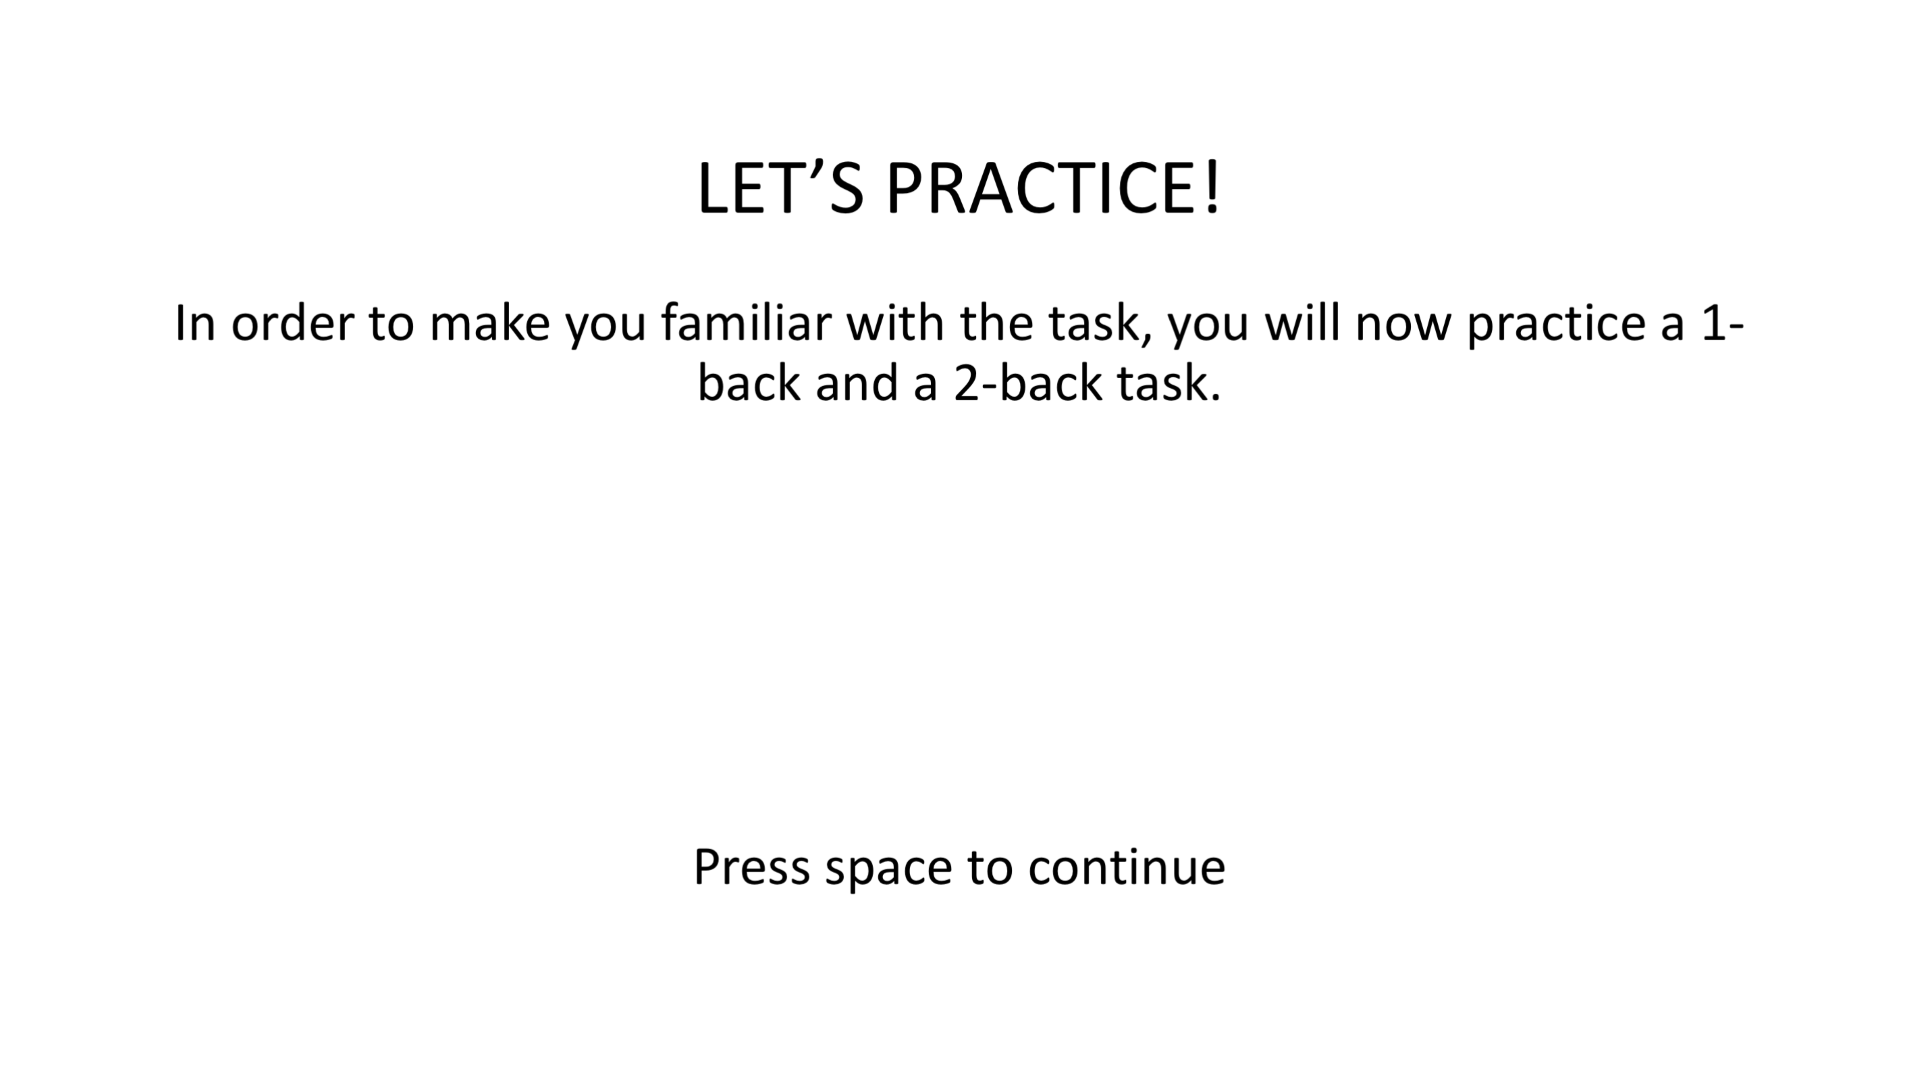 LET’S PRACTICE!
In order to make you familiar with the task, you will now practice a 1-
back and a 2-back task.
Press space to continue